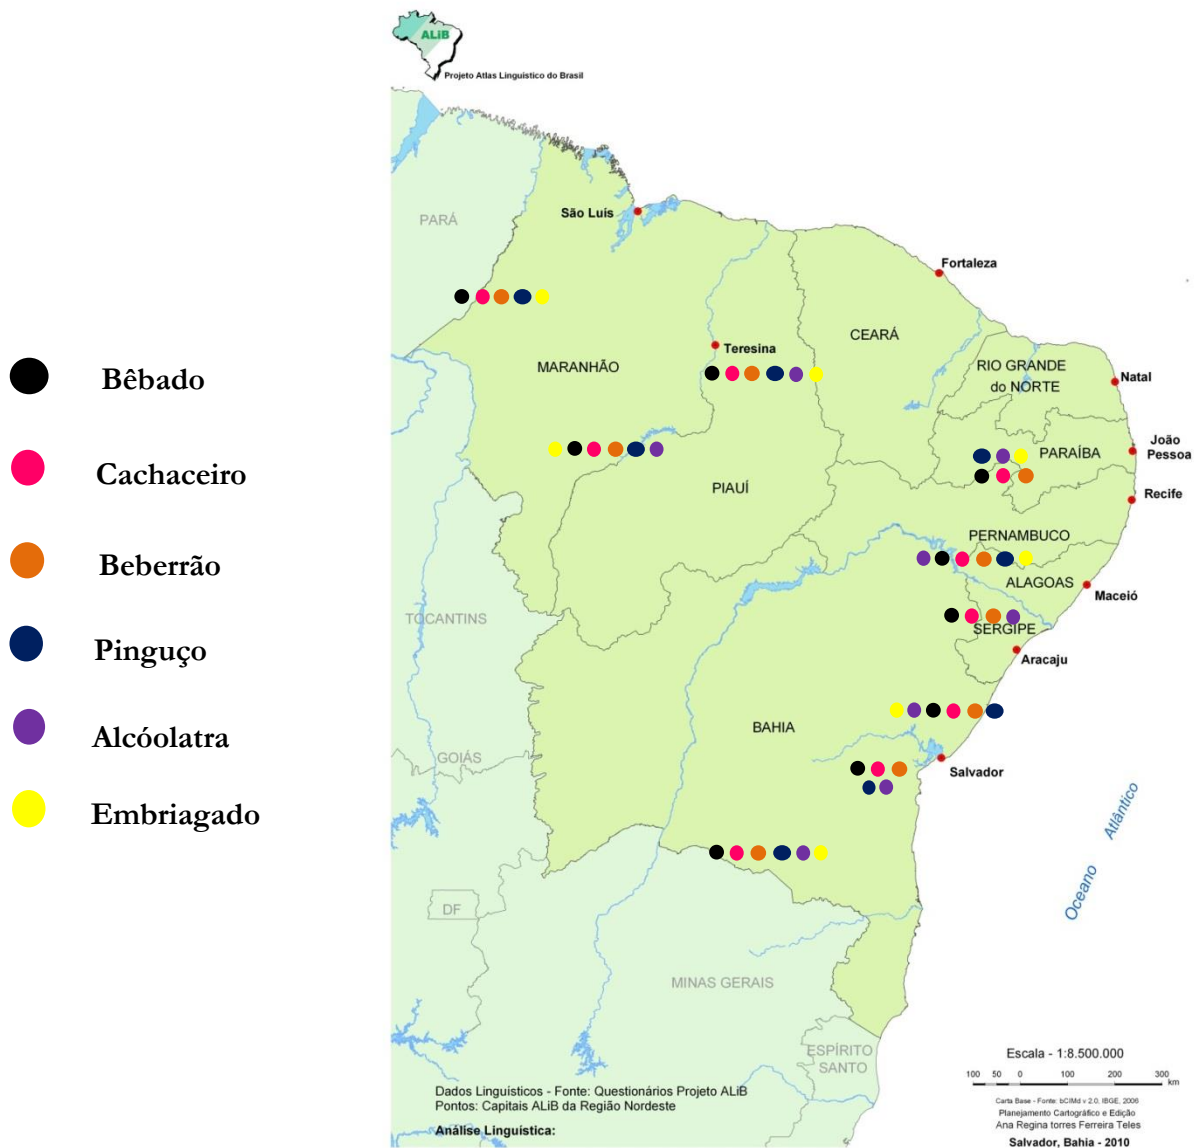 ALiB
Projeto Atlas Linguístico do Brasil
PARÁ
São Luís
Fortaleza
CEARÁ
Teresina
MARANHÃO
RIO GRANDE
do NORTE
Natal
Bêbado
João
Pessoa
PARAÍBA
Cachaceiro
PIAUÍ
Recife
PERNAMBUCO
Beberrão
ALAGOAS
Maceió
TOCANTINS
SERGIPE
Pinguço
Aracaju
BAHIA
Alcóolatra
GOIÁS
Salvador
Embriagado
Oceano Atlântico
DF
MINAS GERAIS
ESPÍRITO
SANTO
Escala - 1:8.500.000
100 50 0 100 200 300
km
Dados Linguísticos - Fonte: Questionários Projeto ALiB
Pontos: Capitais ALiB da Região Nordeste
Análise Linguística:
Carta Base - Fonte: bCIMd v 2.0, IBGE, 2006
Planejamento Cartográfico e Edição
Ana Regina torres Ferreira Teles
Salvador, Bahia - 2010